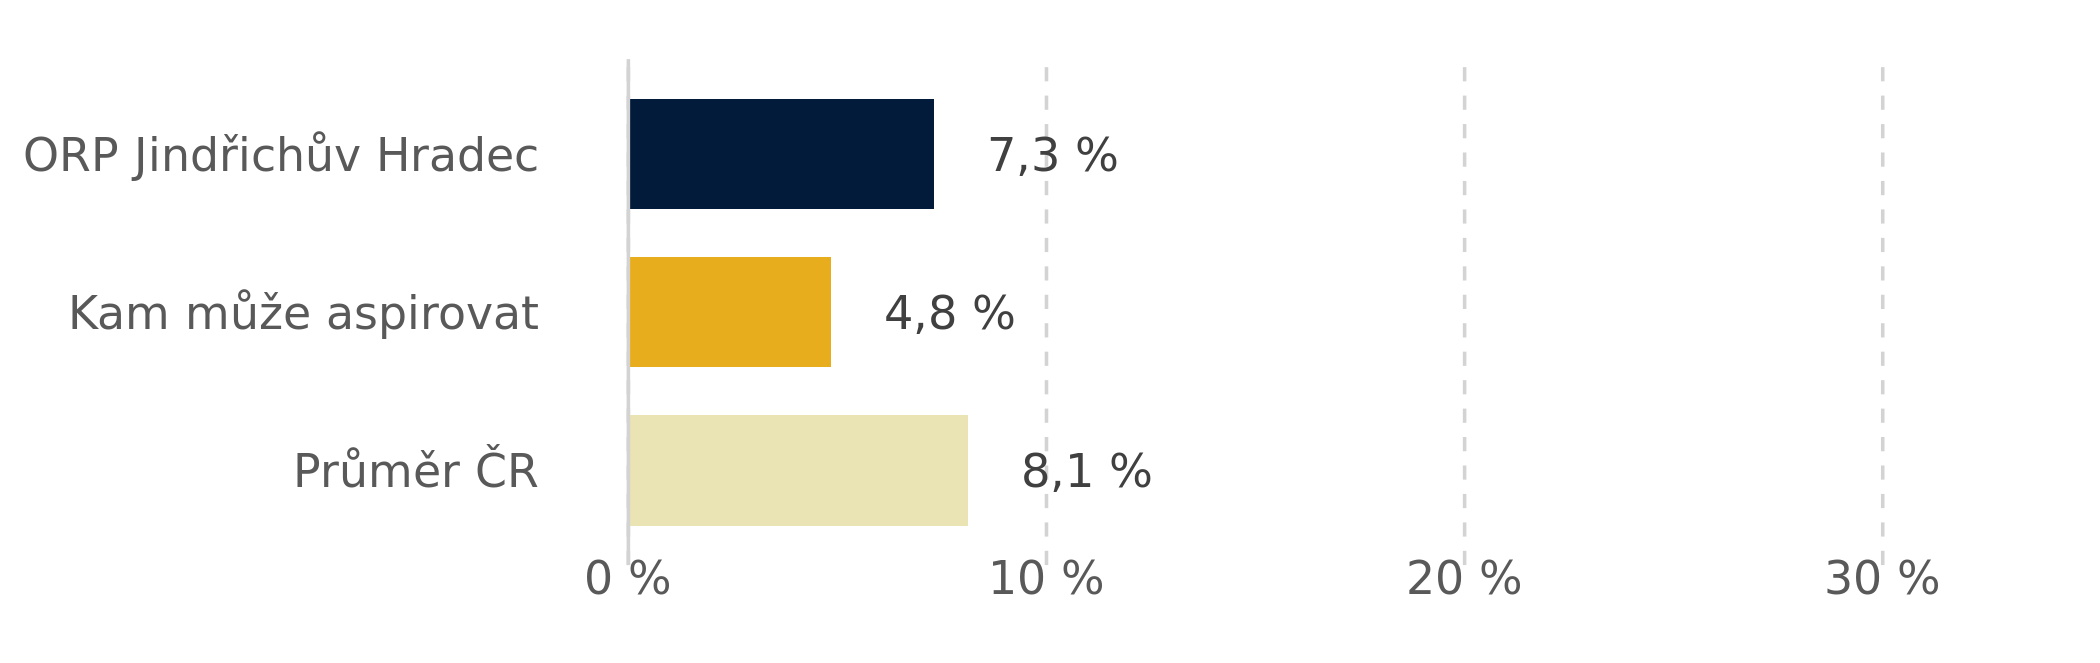 ORP Jindřichův Hradec 7,3 %
Kam může aspirovat 4,8 %
Průměr ČR 8,1 %
0 % 10 % 20 % 30 %